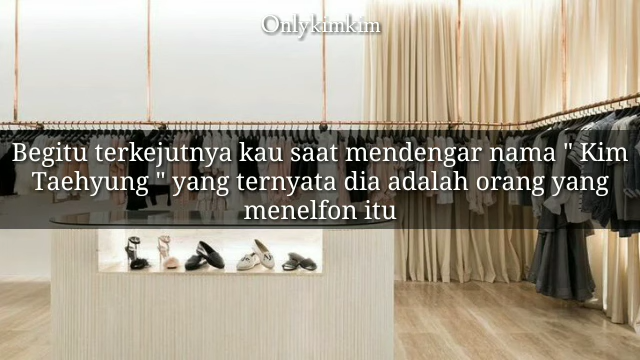 Onlykimkim
Begitu terkejutnya kau saat mendengar nama " Kim
Taehyung " yang ternyata dia adalah orang yang
menelfon itu